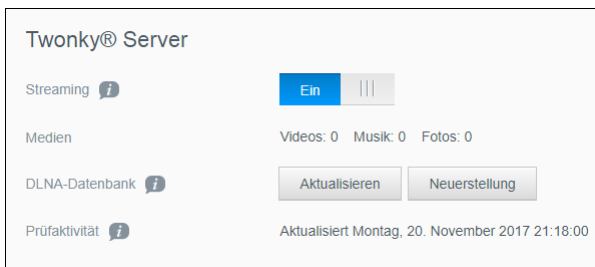 Twonky® Server
Streaming
Ein
Medien
Videos: 0 Musik: 0 Fotos: 0
DLNA-Datenbank
Aktualisieren
Neuerstellung
Prüfaktivität
Aktualisiert Montag, 20. November 2017 21:18:00